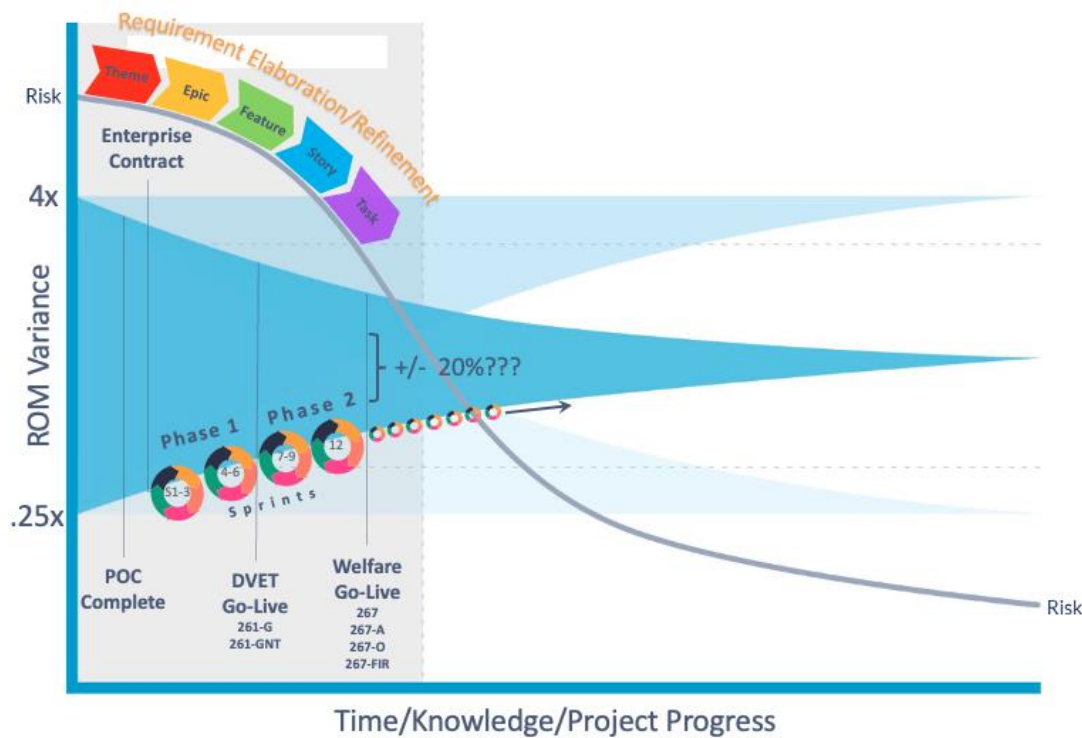 Requirement Elaboration/Refinement
Theme
Epic
Feature
Story
Task
Risk
Enterprise
Contract
4x
ROM Variance
+/- 20%???
Phase 1
Phase 2
S1-3
4-6
7-9
12
Sprints
.25x
POC
Complete
DVET
Go-Live
261-G
261-GNT
Welfare
Go-Live
267
267-A
267-O
267-FIR
Risk
Time/Knowledge/Project Progress